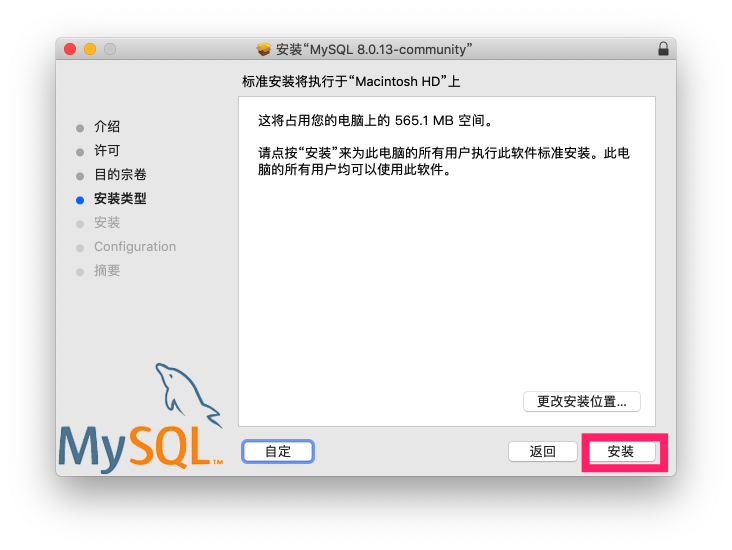 安装“MySQL 8.0.13-community”
标准安装将执行于“Macintosh HD”上
介绍
许可
目的宗卷
安装类型
安装
Configuration
摘要
这将占用您的电脑上的 565.1 MB 空间。
请点按“安装”来为此电脑的所有用户执行此软件标准安装。此电
脑的所有用户均可以使用此软件。
更改安装位置...
MySQL™
自定
返回
安装